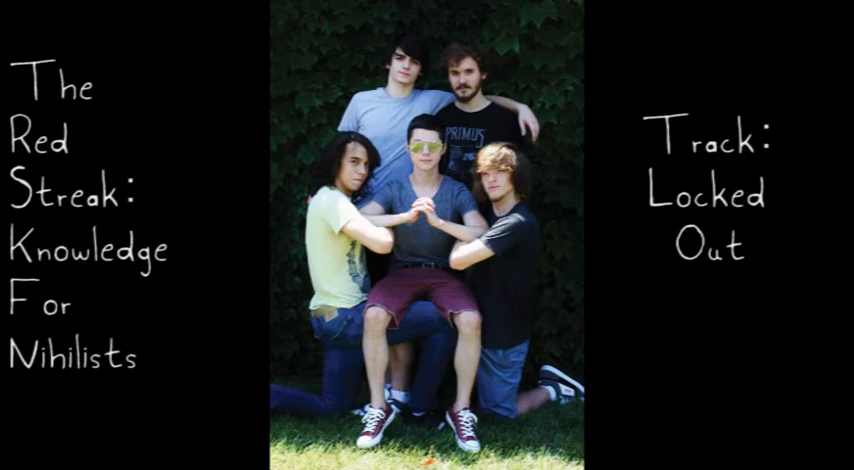 The
Red
Streak:
Knowledge
For
Nihilists
PRIMUS
Track:
Locked
Out